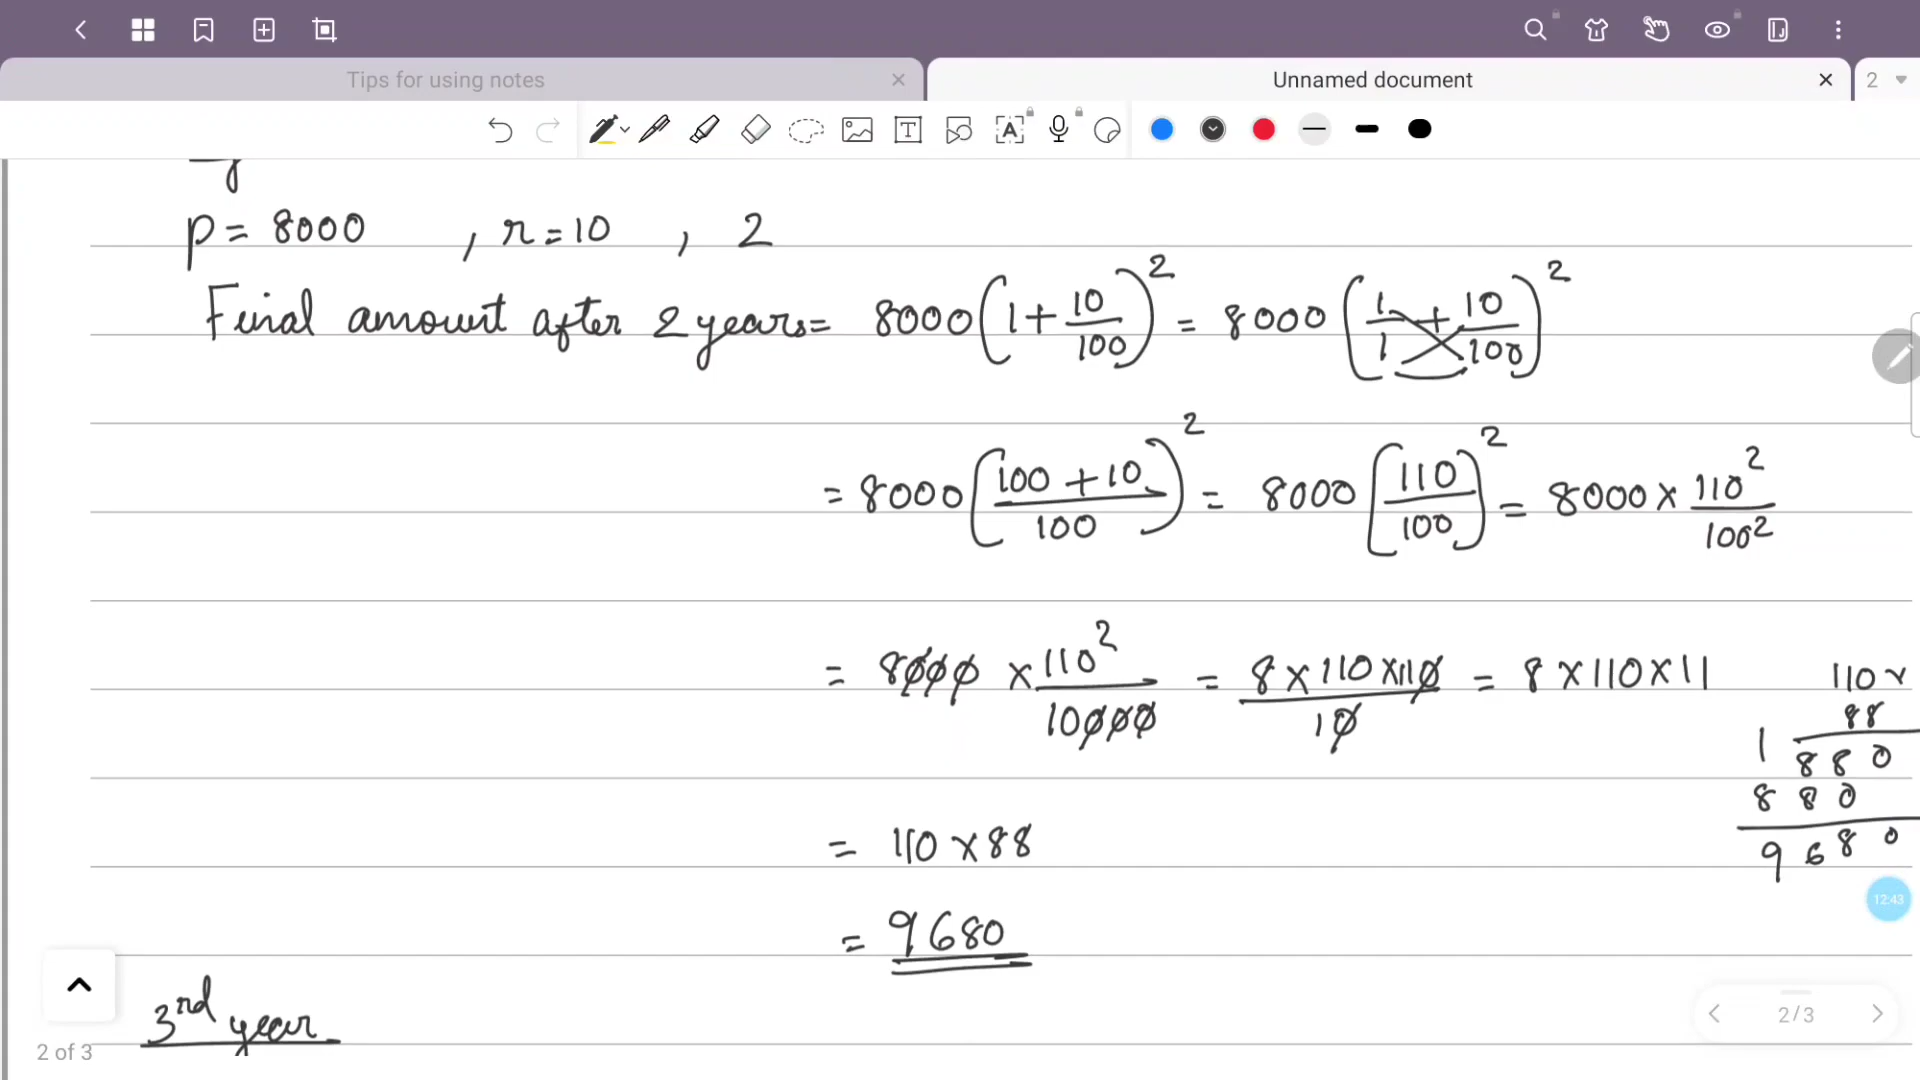 Tips for using notes
Unnamed document
2
p = 8000 , r = 10 , 2
Final amount after 2 years = 8000 (1 + 10/100)² = 8000 (1/1 + 10/100)²
= 8000 (100 + 10/100)² = 8000 [110/100]² = 8000 × 110²/100²
= 8000 × 110²/10000 = 8 × 110 × 110/10 = 8 × 110 × 11
110 ×
88
1 880
880
9680
= 110 × 88
= 9680
12:43
3rd year
2/3
2 of 3